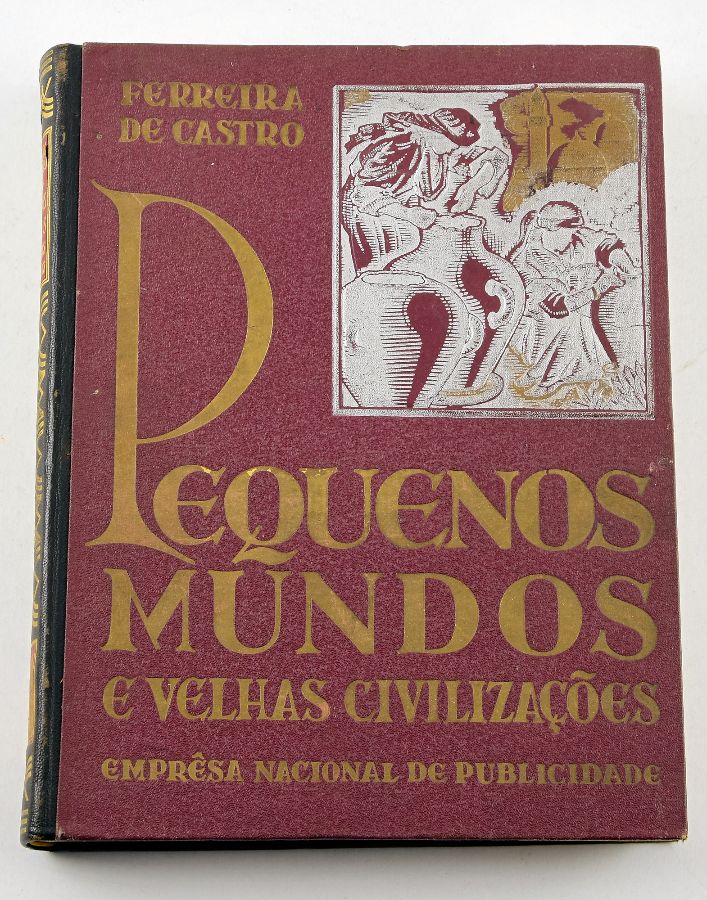 FERREIRA
DE CASTRO
PEQUENOS
MUNDOS
E VELHAS CIVILIZAÇÕES
EMPRÊSA NACIONAL DE PUBLICIDADE